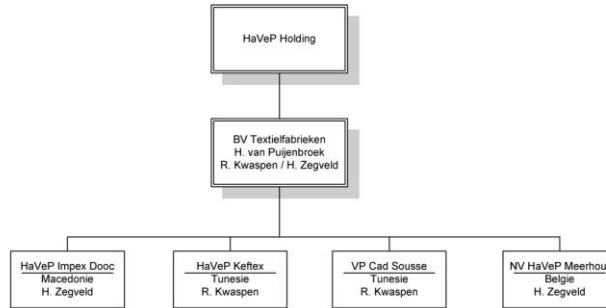 HaVeP Holding
BV Textielfabrieken
H. van Puijenbroek
R. Kwaspen / H. Zegveld
HaVeP Impex Dooc
Macedonie
H. Zegveld
HaVeP Keftex
Tunesie
R. Kwaspen
VP Cad Sousse
Tunesie
R. Kwaspen
NV HaVeP Meerhout
Belgie
H. Zegveld